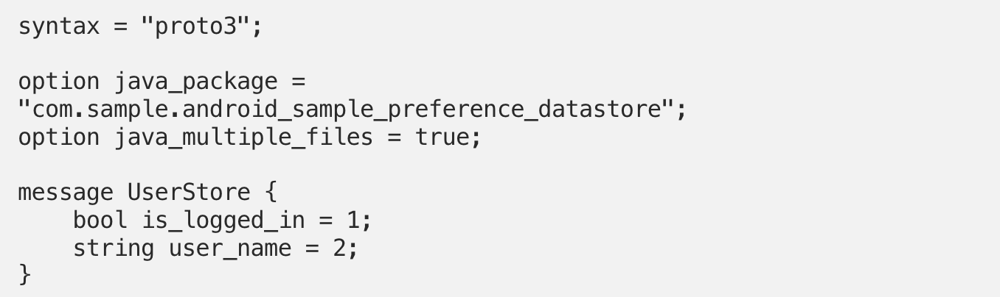 syntax = "proto3";
option java_package =
"com.sample.android_sample_preference_datastore";
option java_multiple_files = true;
message UserStore {
    bool is_logged_in = 1;
    string user_name = 2;
}